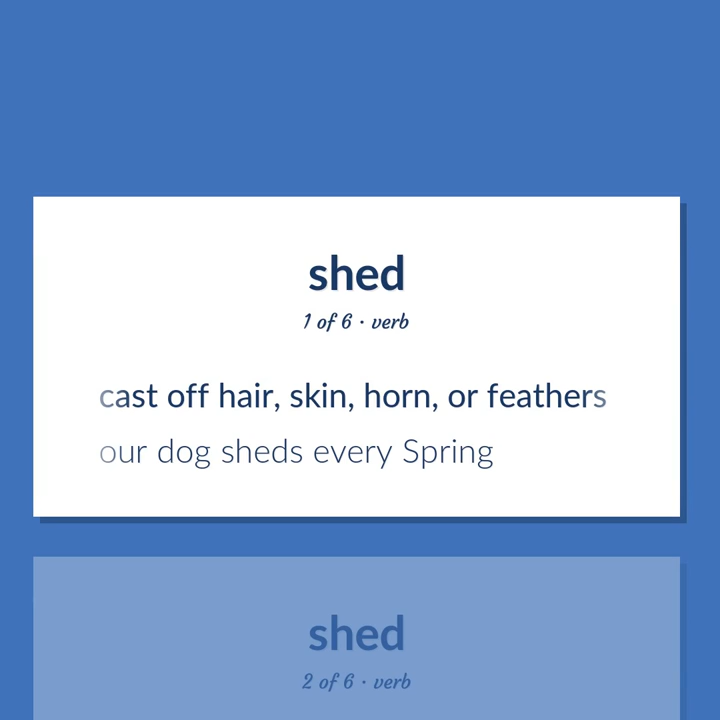 shed
1 of 6 · verb
cast off hair, skin, horn, or feathers
our dog sheds every Spring
shed
2 of 6 · verb